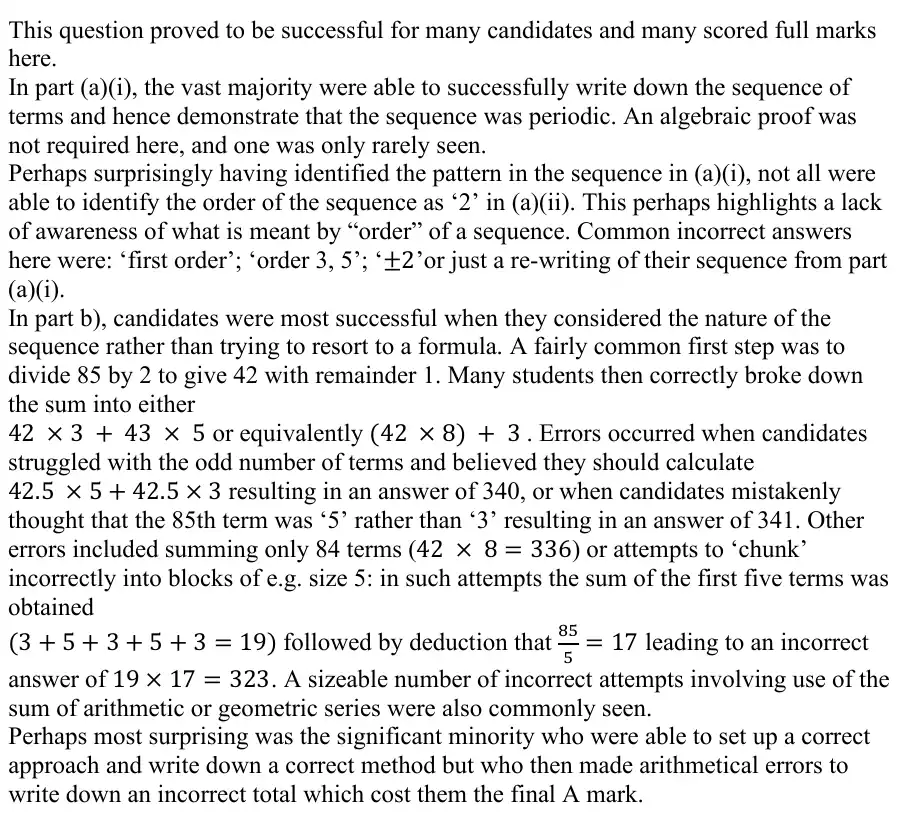 This question proved to be successful for many candidates and many scored full marks
here.
In part (a)(i), the vast majority were able to successfully write down the sequence of
terms and hence demonstrate that the sequence was periodic. An algebraic proof was
not required here, and one was only rarely seen.
Perhaps surprisingly having identified the pattern in the sequence in (a)(i), not all were
able to identify the order of the sequence as ‘2’ in (a)(ii). This perhaps highlights a lack
of awareness of what is meant by “order” of a sequence. Common incorrect answers
here were: ‘first order’; ‘order 3, 5’; ‘±2’or just a re-writing of their sequence from part
(a)(i).
In part b), candidates were most successful when they considered the nature of the
sequence rather than trying to resort to a formula. A fairly common first step was to
divide 85 by 2 to give 42 with remainder 1. Many students then correctly broke down
the sum into either
42 × 3 + 43 × 5 or equivalently (42 × 8) + 3 . Errors occurred when candidates
struggled with the odd number of terms and believed they should calculate
42.5 × 5 + 42.5 × 3 resulting in an answer of 340, or when candidates mistakenly
thought that the 85th term was ‘5’ rather than ‘3’ resulting in an answer of 341. Other
errors included summing only 84 terms (42 × 8 = 336) or attempts to ‘chunk’
incorrectly into blocks of e.g. size 5: in such attempts the sum of the first five terms was
obtained
(3 + 5 + 3 + 5 + 3 = 19) followed by deduction that 85/5 = 17 leading to an incorrect
answer of 19 × 17 = 323. A sizeable number of incorrect attempts involving use of the
sum of arithmetic or geometric series were also commonly seen.
Perhaps most surprising was the significant minority who were able to set up a correct
approach and write down a correct method but who then made arithmetical errors to
write down an incorrect total which cost them the final A mark.